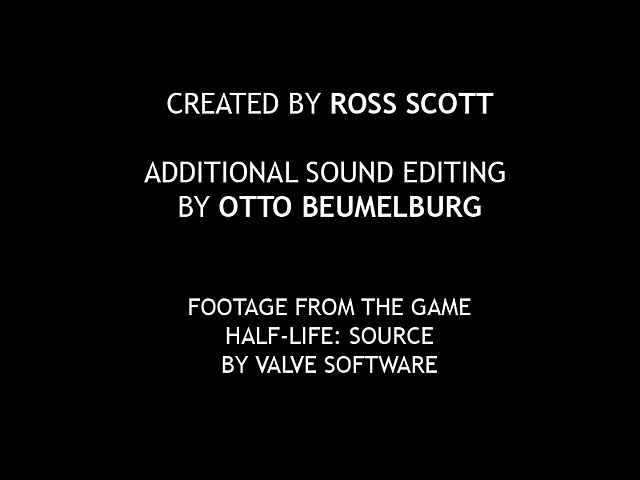 CREATED BY ROSS SCOTT
ADDITIONAL SOUND EDITING
BY OTTO BEUMELBURG
FOOTAGE FROM THE GAME
HALF-LIFE: SOURCE
BY VALVE SOFTWARE